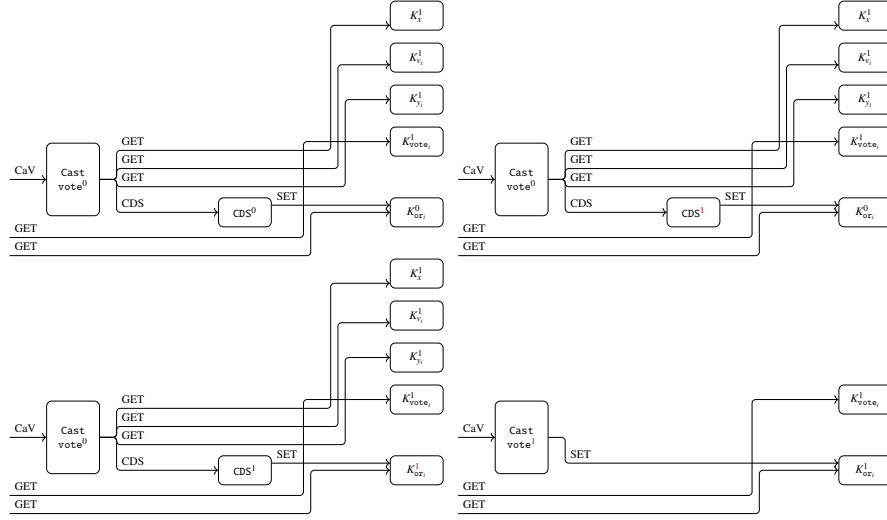 K_x^1
K_{v_i}^1
K_{y_i}^1
GET
K_{vote_i}^1
GET
CaV
Cast
vote^0
GET
CDS
CDS^0
SET
K_{or_i}^0
GET
GET
K_x^1
K_{v_i}^1
K_{y_i}^1
GET
K_{vote_i}^1
GET
CaV
Cast
vote^0
GET
CDS
CDS^1
SET
K_{or_i}^0
GET
GET
K_x^1
K_{v_i}^1
K_{y_i}^1
GET
K_{vote_i}^1
GET
CaV
Cast
vote^0
GET
CDS
CDS^1
SET
K_{or_i}^1
GET
GET
K_{vote_i}^1
CaV
Cast
vote^1
SET
K_{or_i}^1
GET
GET